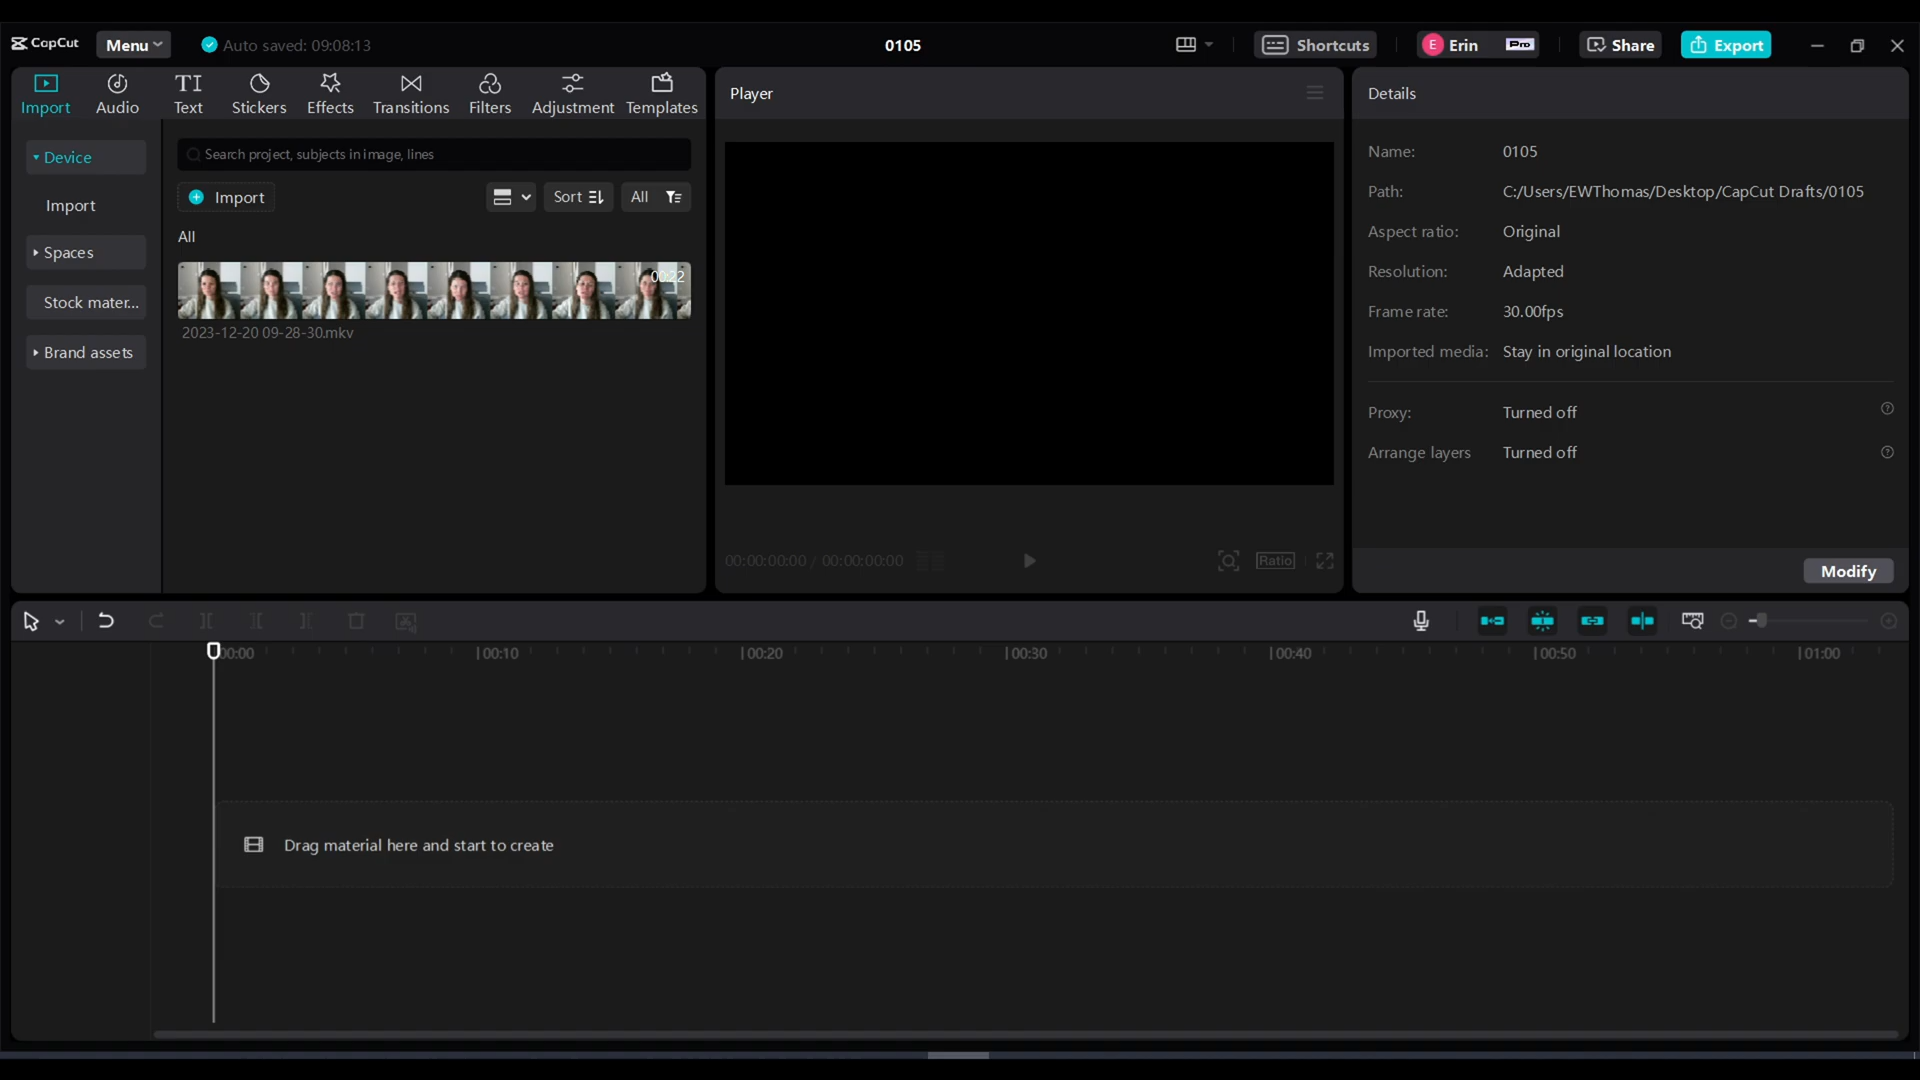 CapCut Menu Auto saved: 09:08:13 0105 Shortcuts E Erin Pro Share Export
Import Audio Text Stickers Effects Transitions Filters Adjustment Templates
Player
Details
Device
Import
Spaces
Stock mater...
Brand assets
Search project, subjects in image, lines
Import Sort All
All
00:22
2023-12-20 09-28-30.mkv
00:00:00:00 / 00:00:00:00 Ratio
Name: 0105
Path: C:/Users/EWThomas/Desktop/CapCut Drafts/0105
Aspect ratio: Original
Resolution: Adapted
Frame rate: 30.00fps
Imported media: Stay in original location
Proxy: Turned off
Arrange layers Turned off
Modify
00:00 00:10 00:20 00:30 00:40 00:50 01:00
Drag material here and start to create